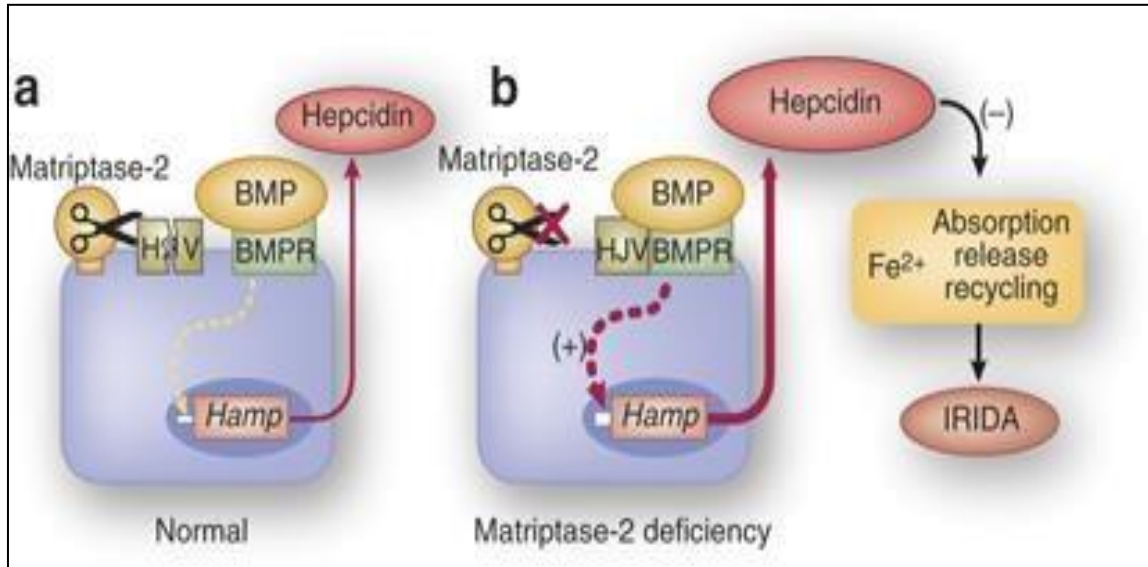 a
Hepcidin
Matriptase-2
BMP
BMPR
Hamp
Normal
b
Hepcidin
(–)
Matriptase-2
BMP
HJV
BMPR
Absorption
Fe2+ release
recycling
(+)
Hamp
IRIDA
Matriptase-2 deficiency